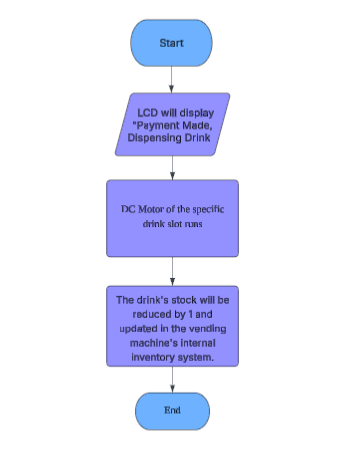 Start
LCD will display
"Payment Made,
Dispensing Drink
DC Motor of the specific
drink slot runs
The drink's stock will be
reduced by 1 and
updated in the vending
machine's internal
inventory system.
End